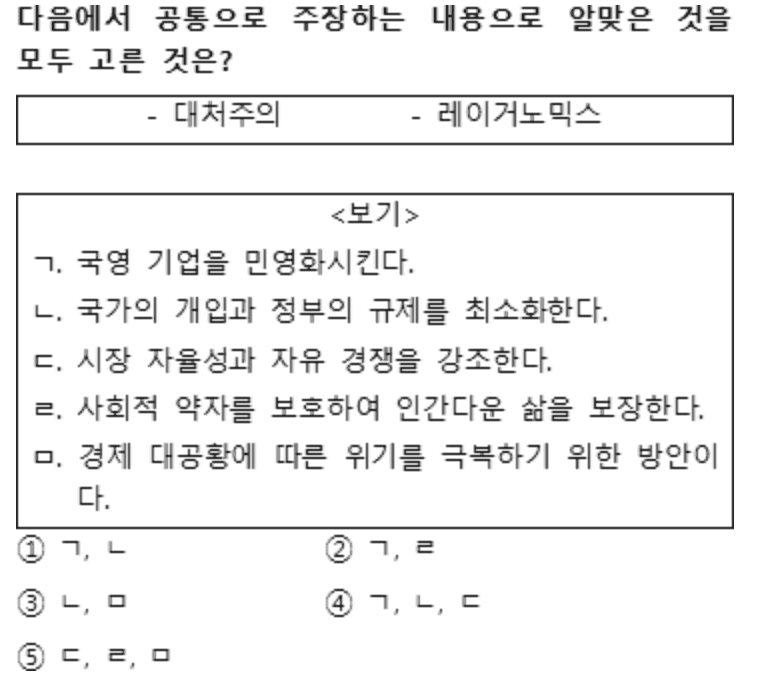 다음에서 공통으로 주장하는 내용으로 알맞은 것을
모두 고른 것은?
- 대처주의 - 레이거노믹스
<보기>
ㄱ. 국영 기업을 민영화시킨다.
ㄴ. 국가의 개입과 정부의 규제를 최소화한다.
ㄷ. 시장 자율성과 자유 경쟁을 강조한다.
ㄹ. 사회적 약자를 보호하여 인간다운 삶을 보장한다.
ㅁ. 경제 대공황에 따른 위기를 극복하기 위한 방안이
다.
① ㄱ, ㄴ ② ㄱ, ㄹ
③ ㄴ, ㅁ ④ ㄱ, ㄴ, ㄷ
⑤ ㄷ, ㄹ, ㅁ